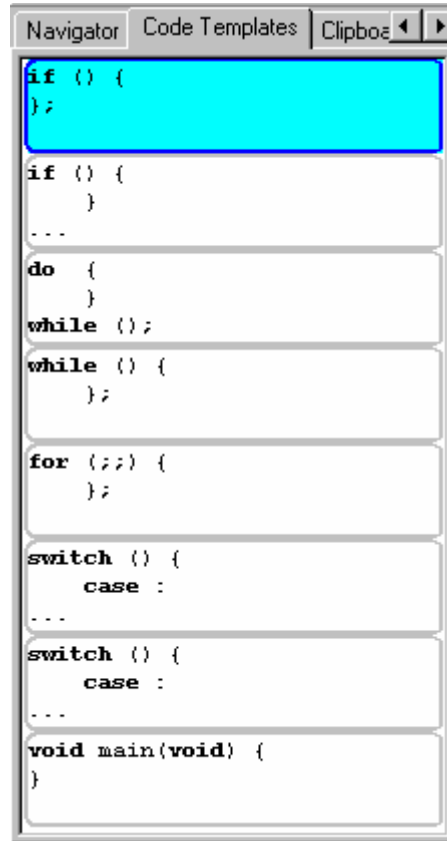 Navigator Code Templates Clipboa
if () {
};
if () {
    }
...
do  {
    }
while ();
while () {
    };
for (;;) {
    };
switch () {
    case :
...
switch () {
    case :
...
void main(void) {
}